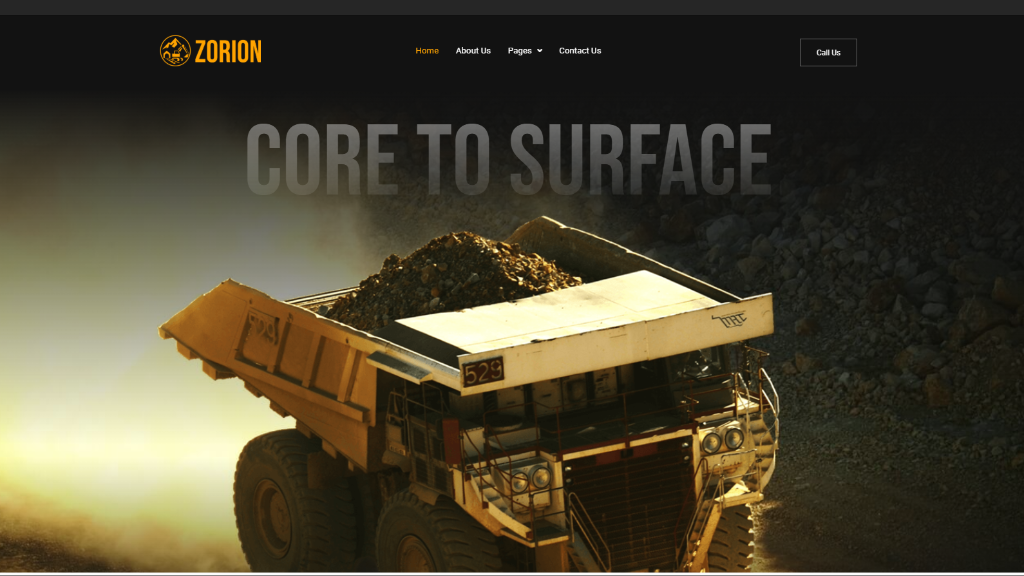 ZORION
Home
About Us
Pages
Contact Us
Call Us
CORE TO SURFACE
529